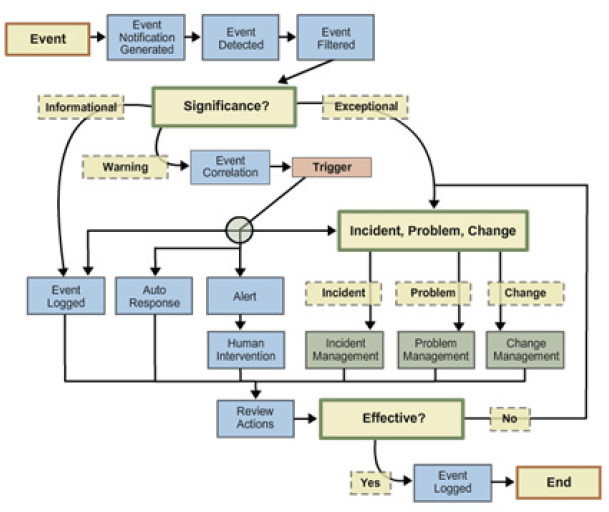 Event
Event
Notification
Generated
Event
Detected
Event
Filtered
Informational
Significance?
Exceptional
Warning
Event
Correlation
Trigger
Incident, Problem, Change
Event
Logged
Auto
Response
Alert
Incident
Problem
Change
Human
Intervention
Incident
Management
Problem
Management
Change
Management
Review
Actions
Effective?
No
Yes
Event
Logged
End